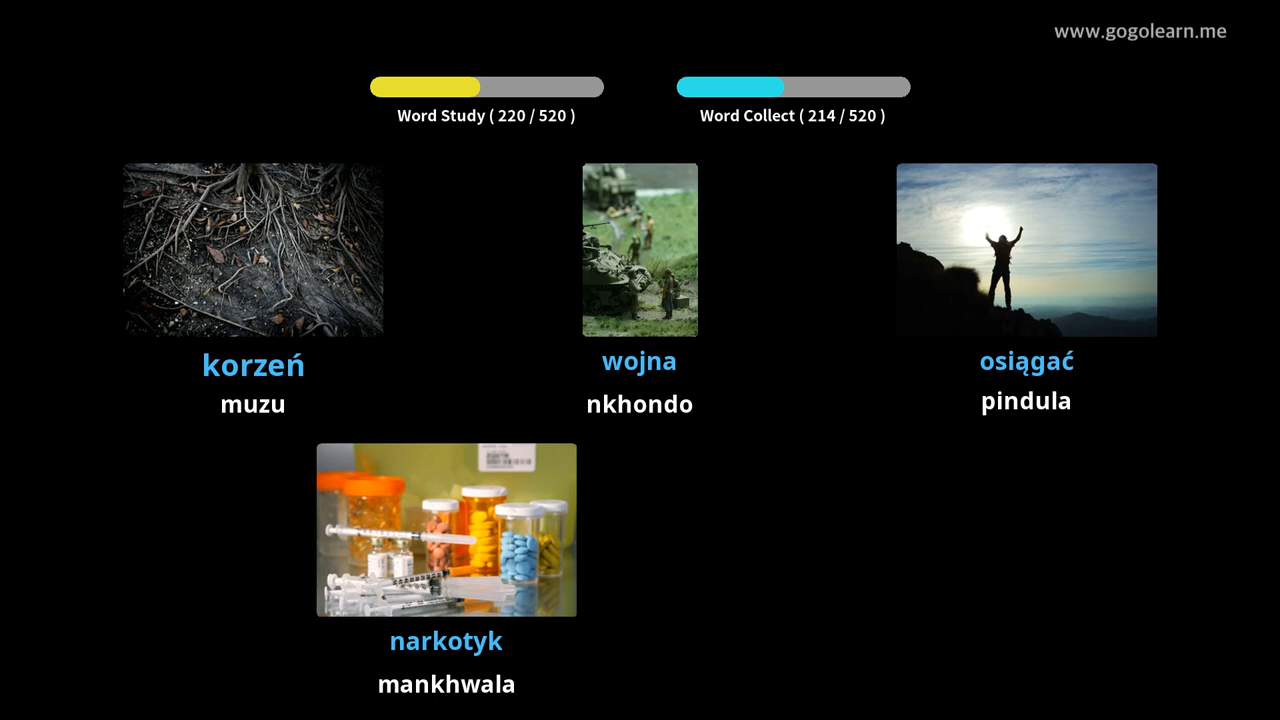 www.gogolearn.me
Word Study ( 220 / 520 )
Word Collect ( 214 / 520 )
korzeń
muzu
wojna
nkhondo
osiągać
pindula
narkotyk
mankhwala